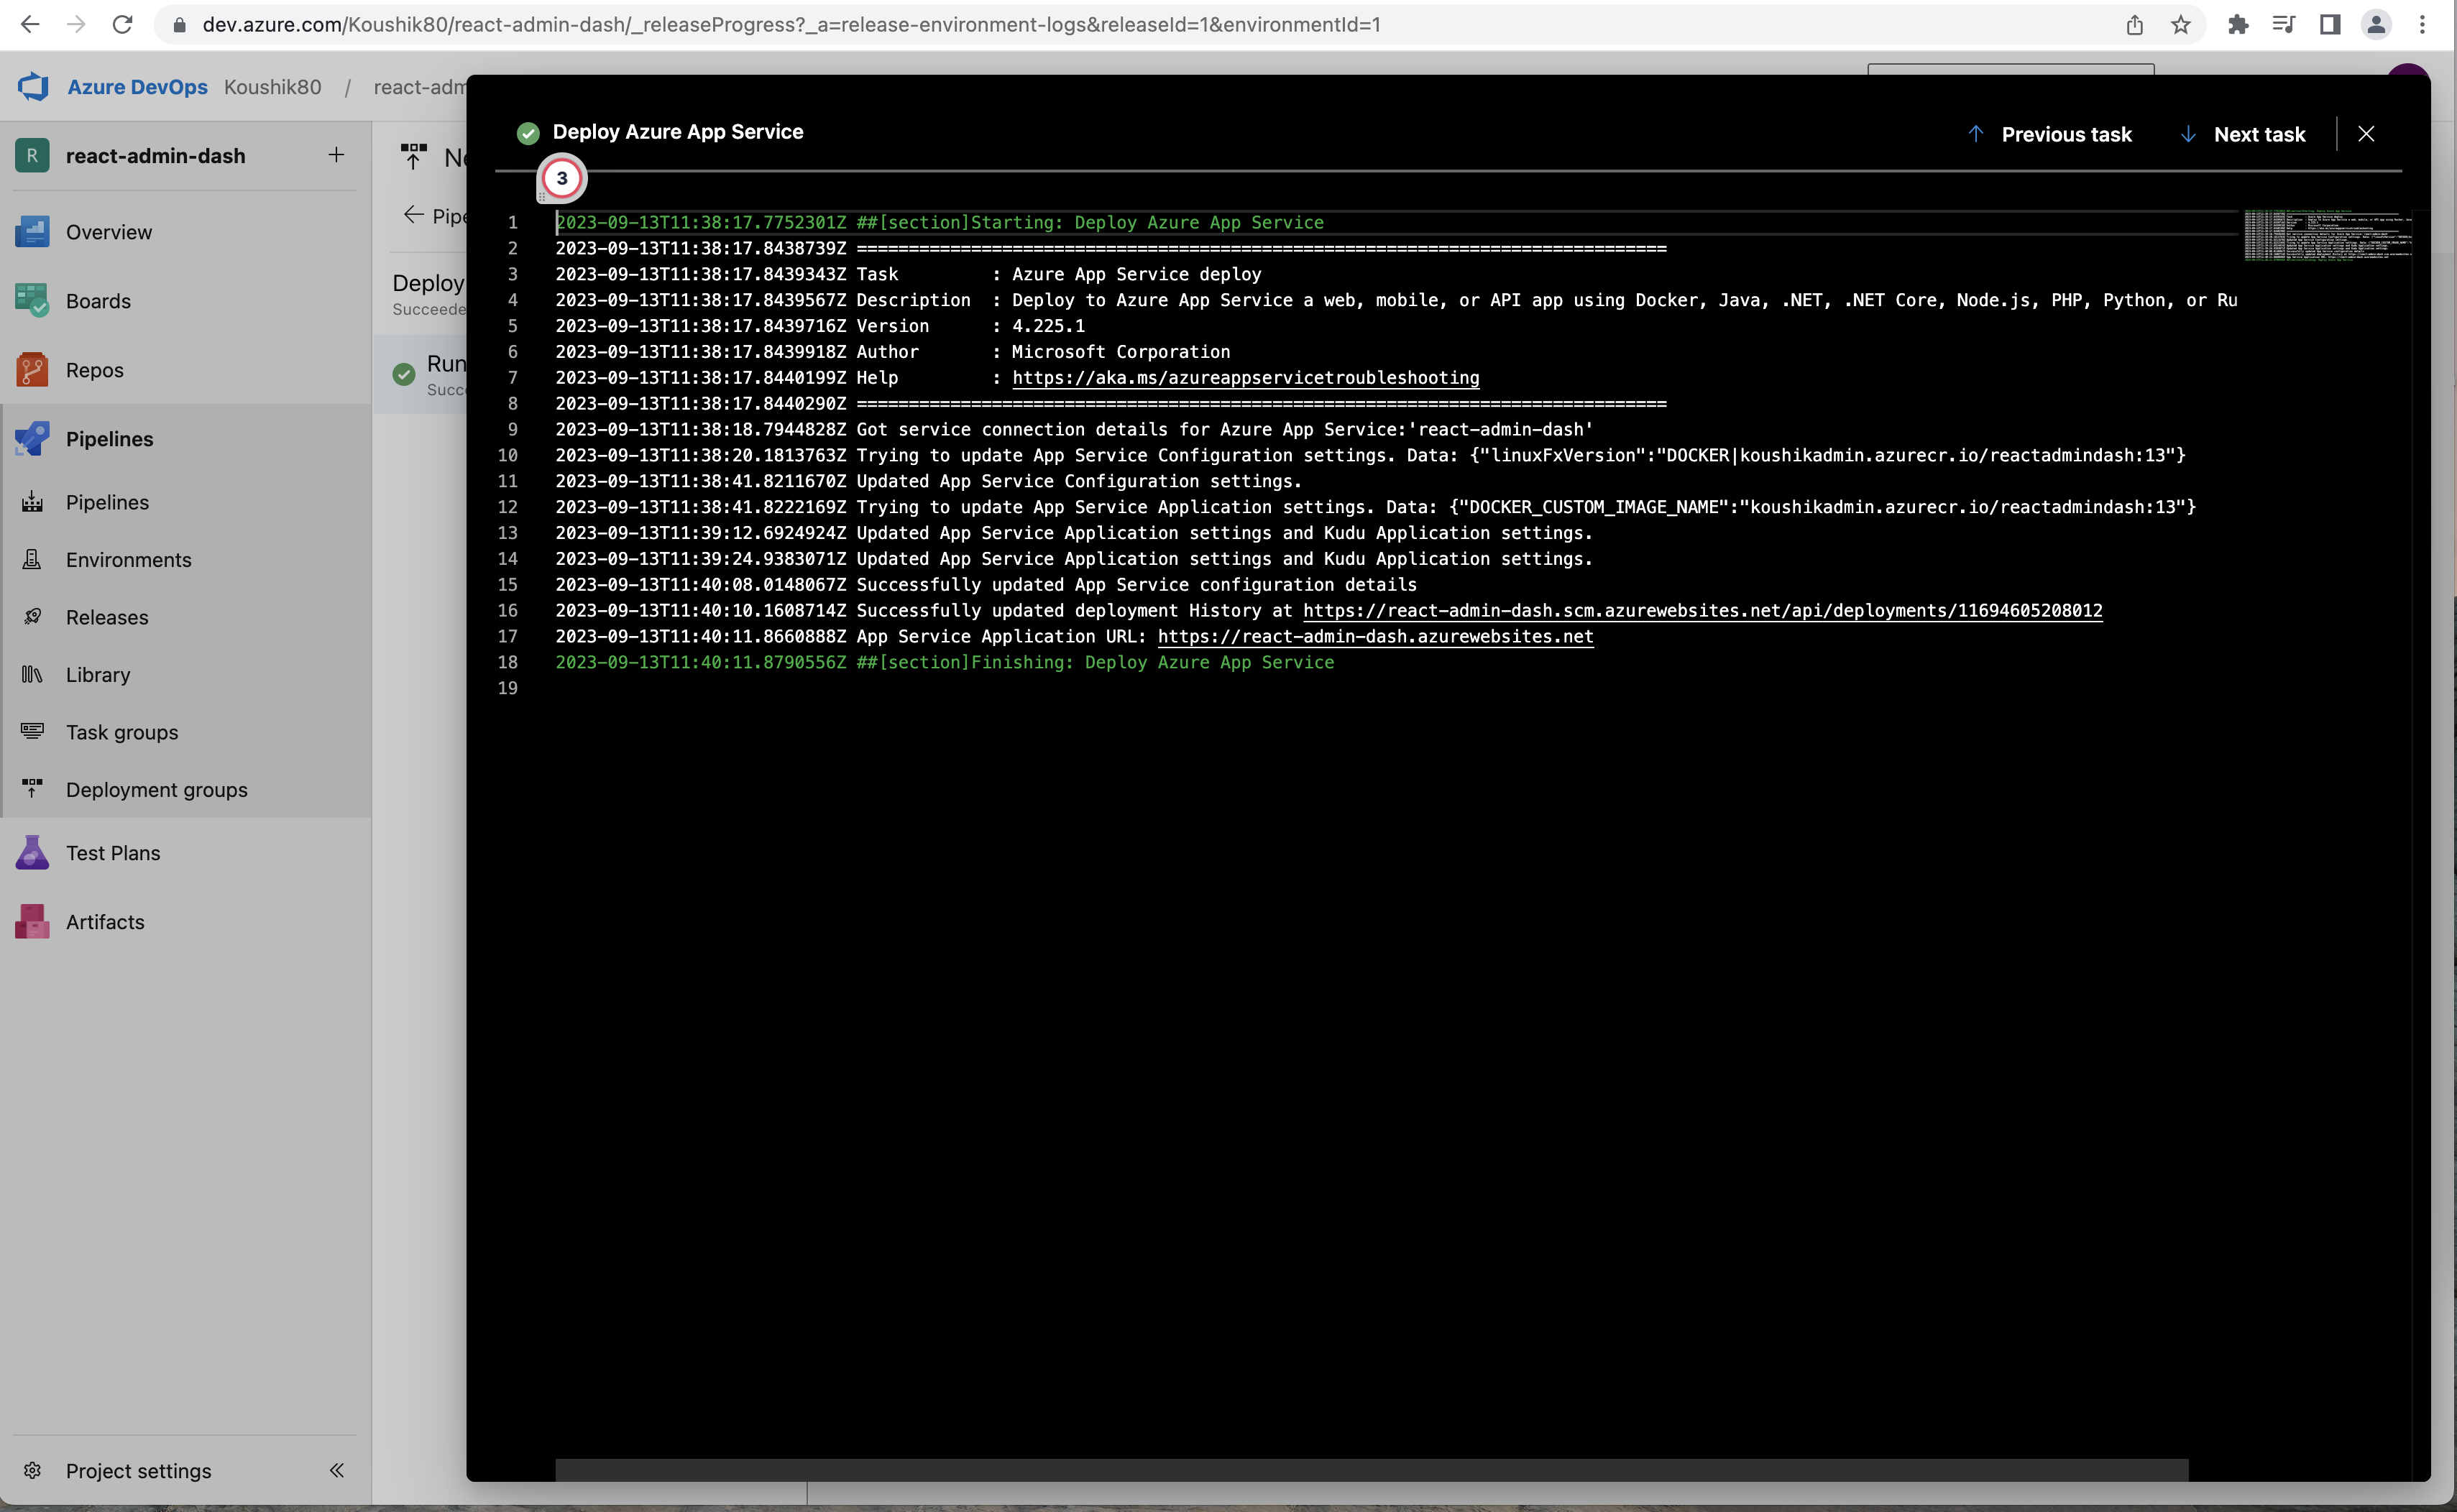 dev.azure.com/Koushik80/react-admin-dash/_releaseProgress?_a=release-environment-logs&releaseId=1&environmentId=1
Azure DevOps Koushik80 / react-adm
R react-admin-dash +
Overview
Boards
Repos
Pipelines
Pipelines
Environments
Releases
Library
Task groups
Deployment groups
Test Plans
Artifacts
Project settings
Ne
Pipe
Deploy
Succeede
Run
Succe
Deploy Azure App Service
Previous task Next task
3
1 2023-09-13T11:38:17.7752301Z ##[section]Starting: Deploy Azure App Service
2 2023-09-13T11:38:17.8438739Z ==============================================================================
3 2023-09-13T11:38:17.8439343Z Task         : Azure App Service deploy
4 2023-09-13T11:38:17.8439567Z Description  : Deploy to Azure App Service a web, mobile, or API app using Docker, Java, .NET, .NET Core, Node.js, PHP, Python, or Ru
5 2023-09-13T11:38:17.8439716Z Version      : 4.225.1
6 2023-09-13T11:38:17.8439918Z Author       : Microsoft Corporation
7 2023-09-13T11:38:17.8440199Z Help         : https://aka.ms/azureappservicetroubleshooting
8 2023-09-13T11:38:17.8440290Z ==============================================================================
9 2023-09-13T11:38:18.7944828Z Got service connection details for Azure App Service:'react-admin-dash'
10 2023-09-13T11:38:20.1813763Z Trying to update App Service Configuration settings. Data: {"linuxFxVersion":"DOCKER|koushikadmin.azurecr.io/reactadmindash:13"}
11 2023-09-13T11:38:41.8211670Z Updated App Service Configuration settings.
12 2023-09-13T11:38:41.8222169Z Trying to update App Service Application settings. Data: {"DOCKER_CUSTOM_IMAGE_NAME":"koushikadmin.azurecr.io/reactadmindash:13"}
13 2023-09-13T11:39:12.6924924Z Updated App Service Application settings and Kudu Application settings.
14 2023-09-13T11:39:24.9383071Z Updated App Service Application settings and Kudu Application settings.
15 2023-09-13T11:40:08.0148067Z Successfully updated App Service configuration details
16 2023-09-13T11:40:10.1608714Z Successfully updated deployment History at https://react-admin-dash.scm.azurewebsites.net/api/deployments/11694605208012
17 2023-09-13T11:40:11.8660888Z App Service Application URL: https://react-admin-dash.azurewebsites.net
18 2023-09-13T11:40:11.8790556Z ##[section]Finishing: Deploy Azure App Service
19